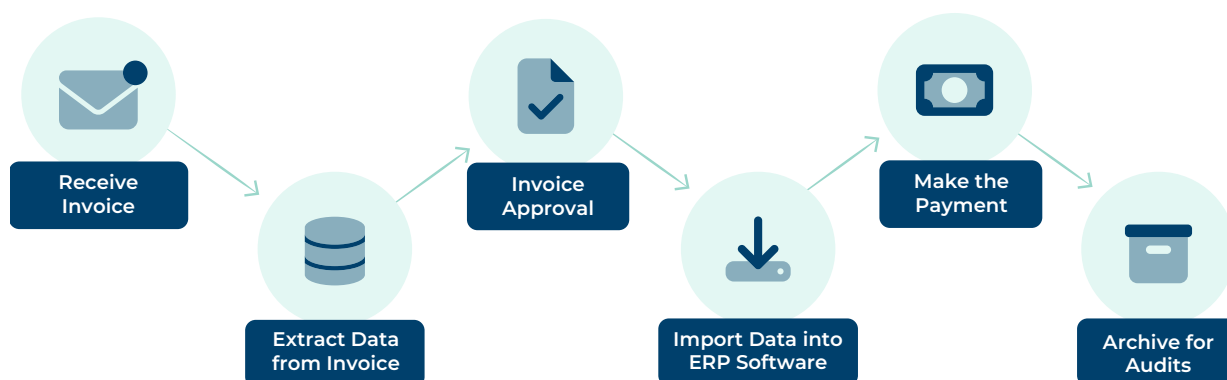 Receive
Invoice
Extract Data
from Invoice
Invoice
Approval
Import Data into
ERP Software
Make the
Payment
Archive for
Audits